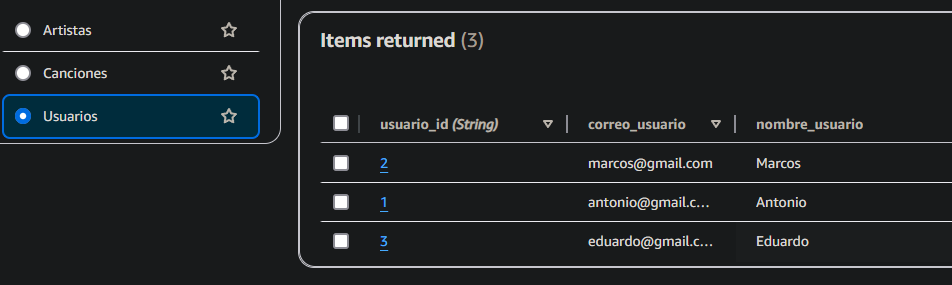 Artistas
Canciones
Usuarios
Items returned (3)
usuario_id (String) correo_usuario nombre_usuario
2 marcos@gmail.com Marcos
1 antonio@gmail.c... Antonio
3 eduardo@gmail.c... Eduardo